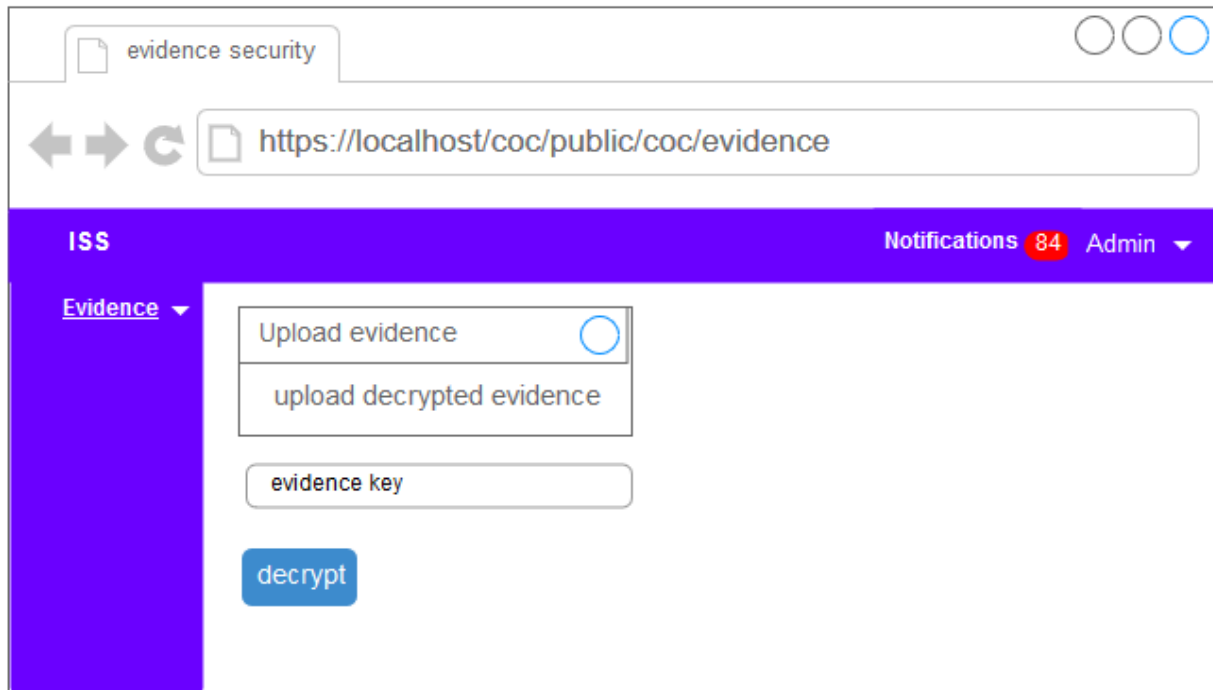 evidence security
https://localhost/coc/public/coc/evidence
ISS
Notifications 84 Admin
Evidence
Upload evidence
upload decrypted evidence
evidence key
decrypt